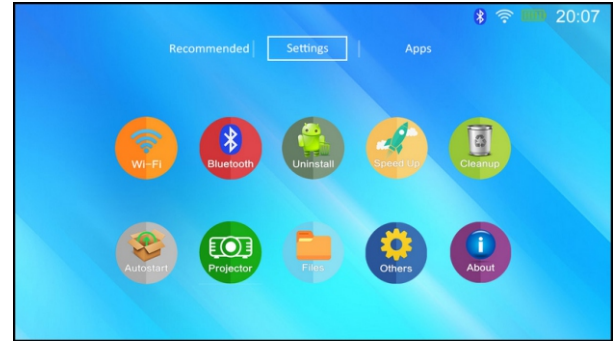 20:07
Recommended Settings Apps
Wi-Fi Bluetooth Uninstall Speed Up Cleanup
Autostart Projector Files Others About